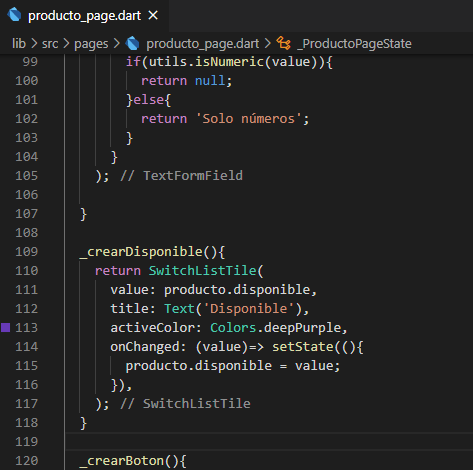 producto_page.dart ×
lib > src > pages > producto_page.dart > _ProductoPageState
99 if(utils.isNumeric(value)){
100 return null;
101 }else{
102 return 'Solo números';
103 }
104 }
105 ); // TextFormField
106
107 }
108
109 _crearDisponible(){
110 return SwitchListTile(
111 value: producto.disponible,
112 title: Text('Disponible'),
113 activeColor: Colors.deepPurple,
114 onChanged: (value)=> setState((){
115 producto.disponible = value;
116 }),
117 ); // SwitchListTile
118 }
119
120 _crearBoton(){